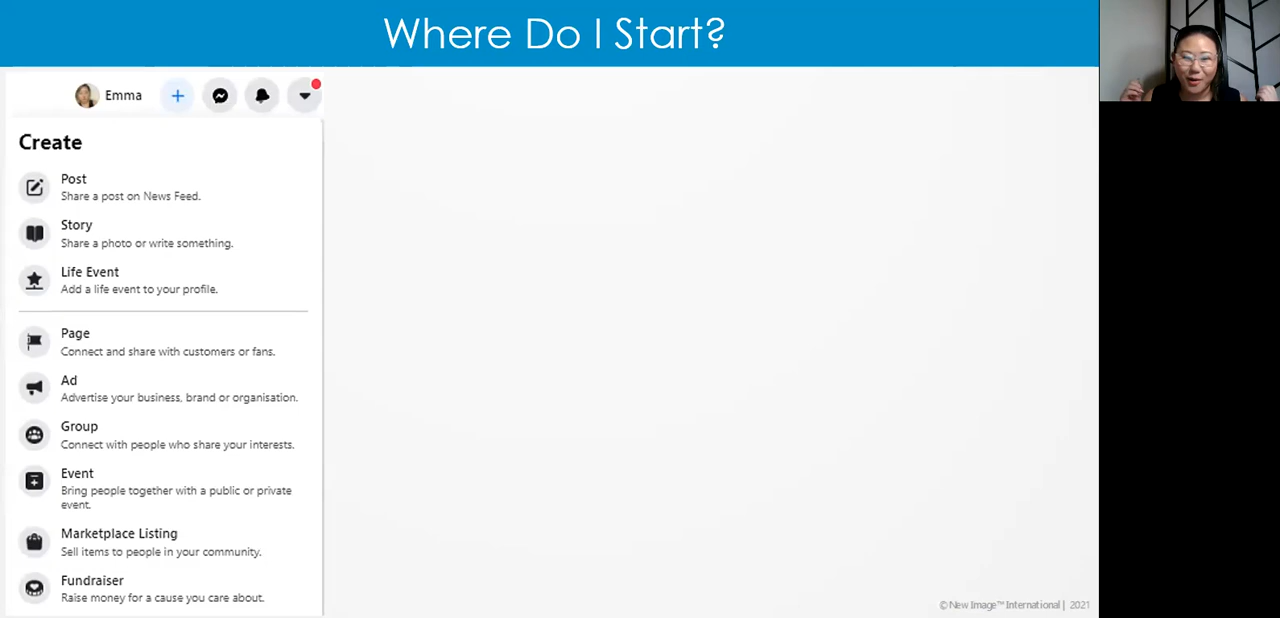 Where Do I Start?
Emma
Create
Post
Share a post on News Feed.
Story
Share a photo or write something.
Life Event
Add a life event to your profile.
Page
Connect and share with customers or fans.
Ad
Advertise your business, brand or organisation.
Group
Connect with people who share your interests.
Event
Bring people together with a public or private
event.
Marketplace Listing
Sell items to people in your community.
Fundraiser
Raise money for a cause you care about.
© New Image™ International | 2021